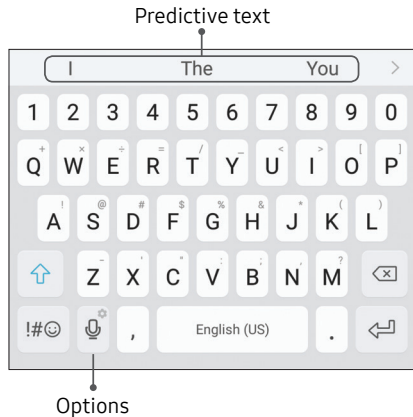 Predictive text
I The You >
1 2 3 4 5 6 7 8 9 0
+ × ÷ = / _ < > [ ]
Q W E R T Y U I O P
! @ # $ % & * ( )
A S D F G H J K L
- ' " : ; , ?
Z X C V B N M
!#☺ , English (US) .
Options